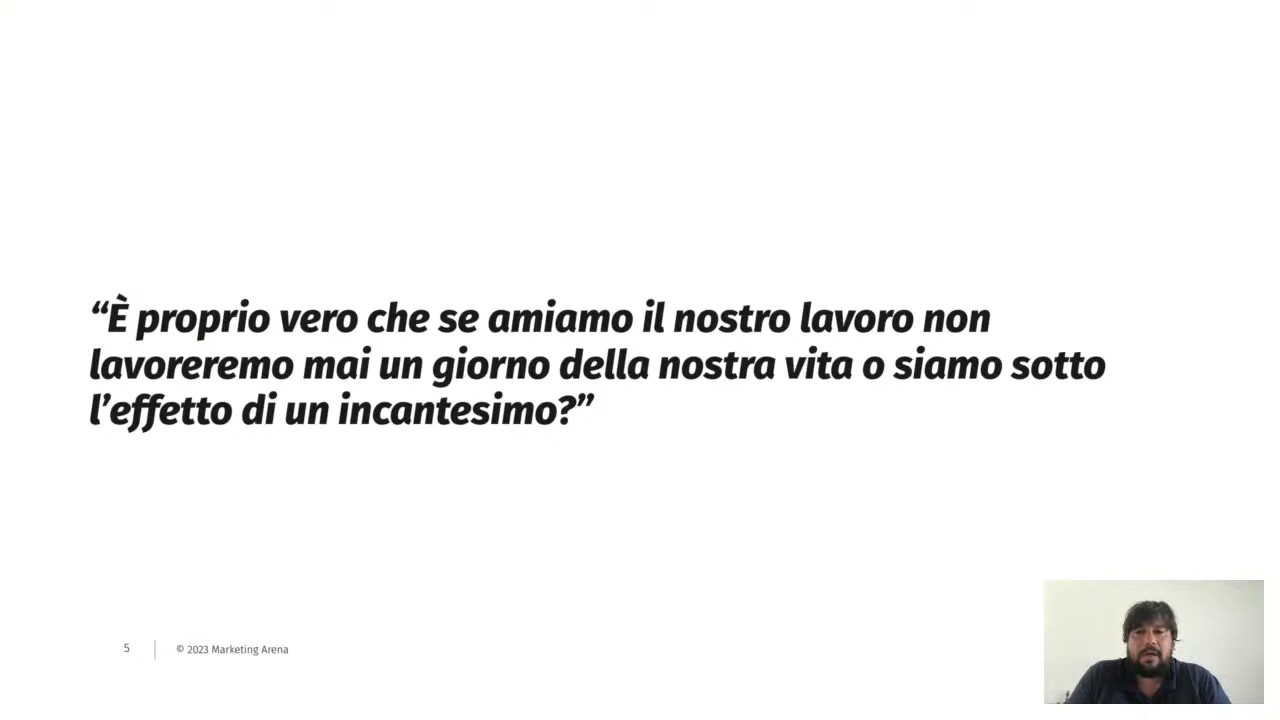 “È proprio vero che se amiamo il nostro lavoro non
lavoreremo mai un giorno della nostra vita o siamo sotto
l’effetto di un incantesimo?”
5
© 2023 Marketing Arena